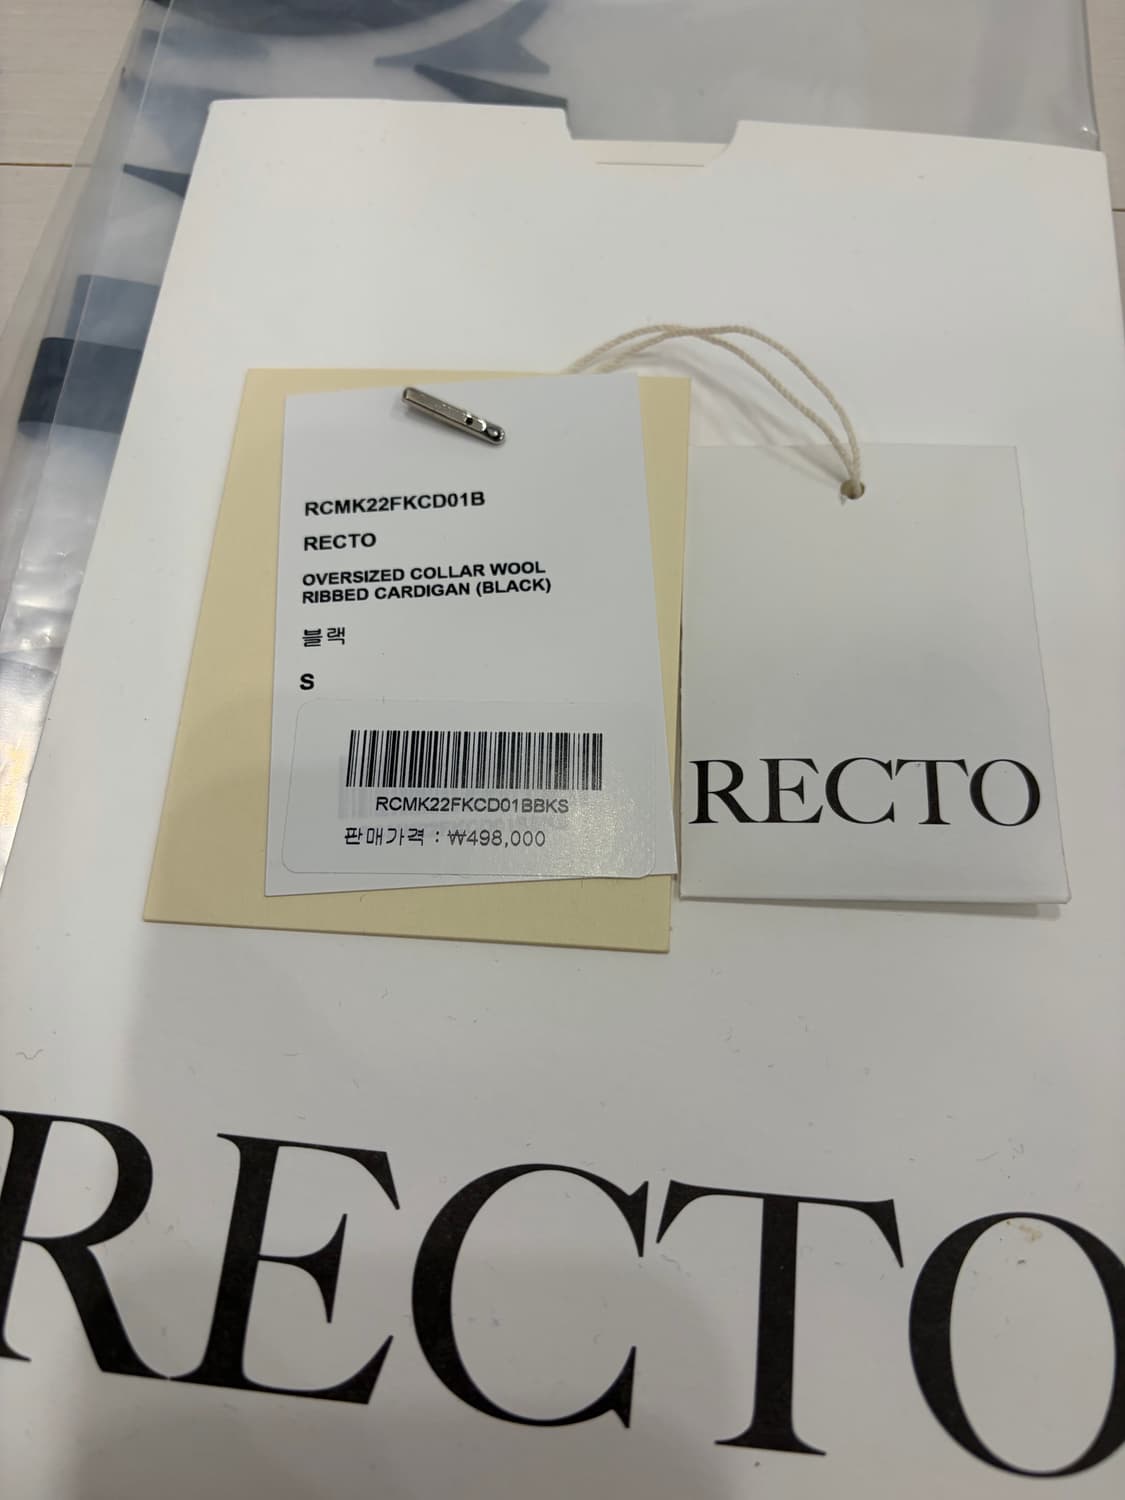 RCMK22FKCD01B
RECTO
OVERSIZED COLLAR WOOL
RIBBED CARDIGAN (BLACK)
블랙
S
RCMK22FKCD01BBKS
판매가격 : ₩498,000
RECTO
RECTO